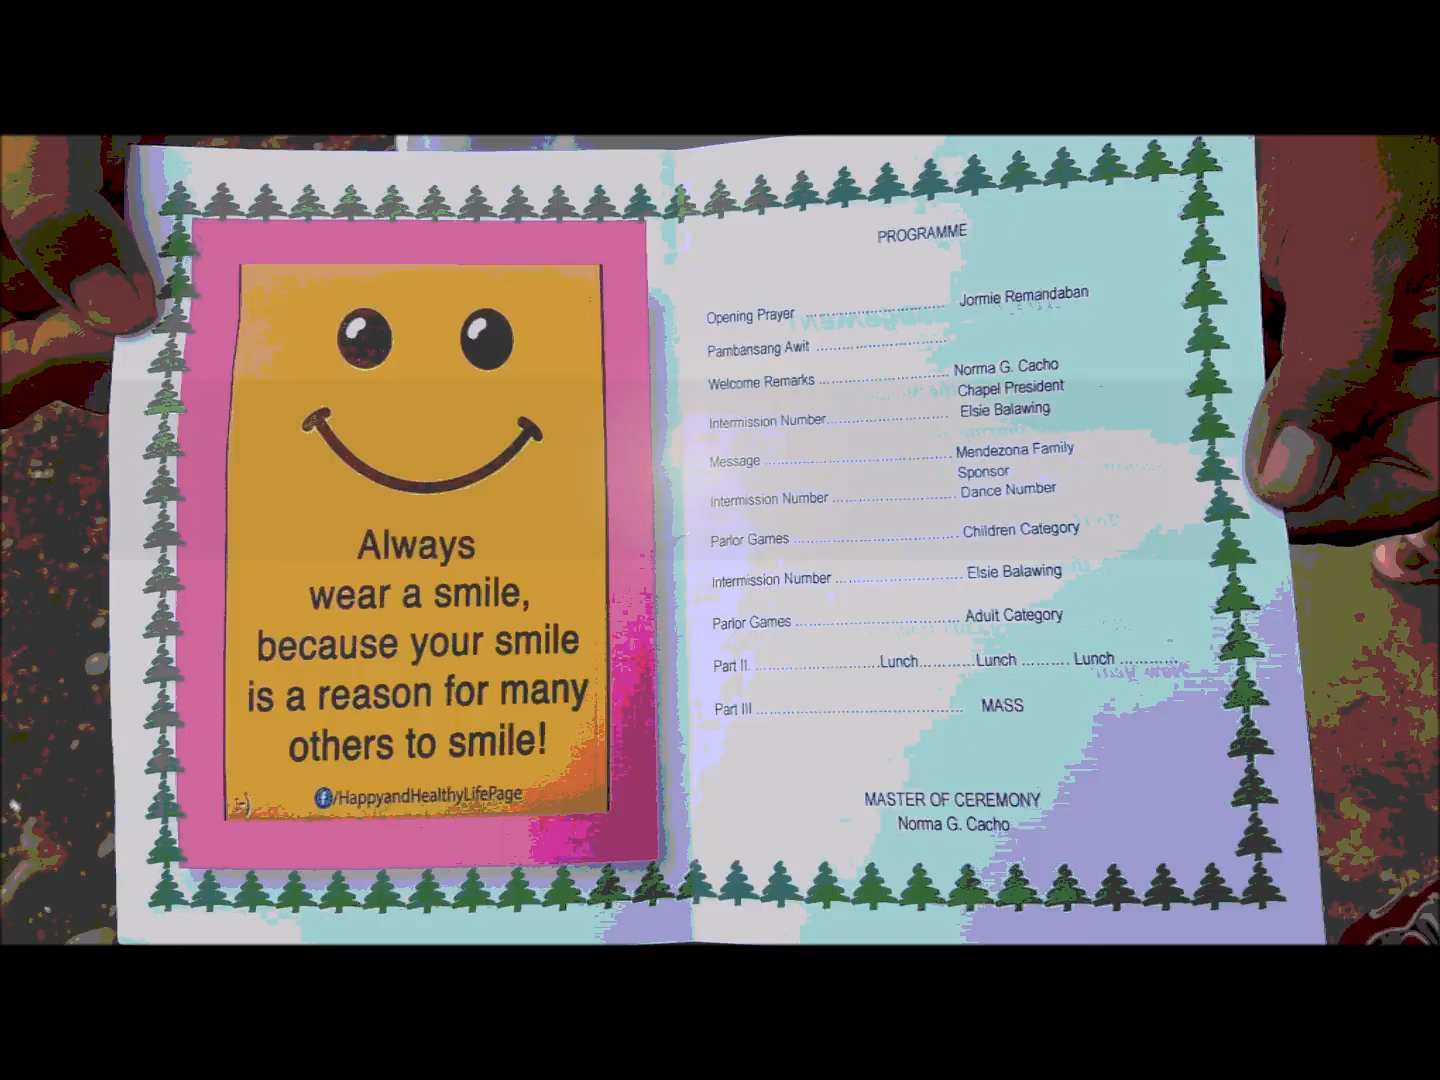 Always
wear a smile,
because your smile
is a reason for many
others to smile!
:-)
/HappyandHealthyLifePage
PROGRAMME
Opening Prayer .............................. Jormie Remandaban
Pambansang Awit ............................
Welcome Remarks ........................... Norma G. Cacho
Chapel President
Intermission Number......................... Elsie Balawing
Message ....................................... Mendezona Family
Sponsor
Intermission Number ......................... Dance Number
Parlor Games .................................. Children Category
Intermission Number ......................... Elsie Balawing
Parlor Games .................................. Adult Category
Part II. .........................Lunch............Lunch .......... Lunch ............
Part III .......................................... MASS
MASTER OF CEREMONY
Norma G. Cacho